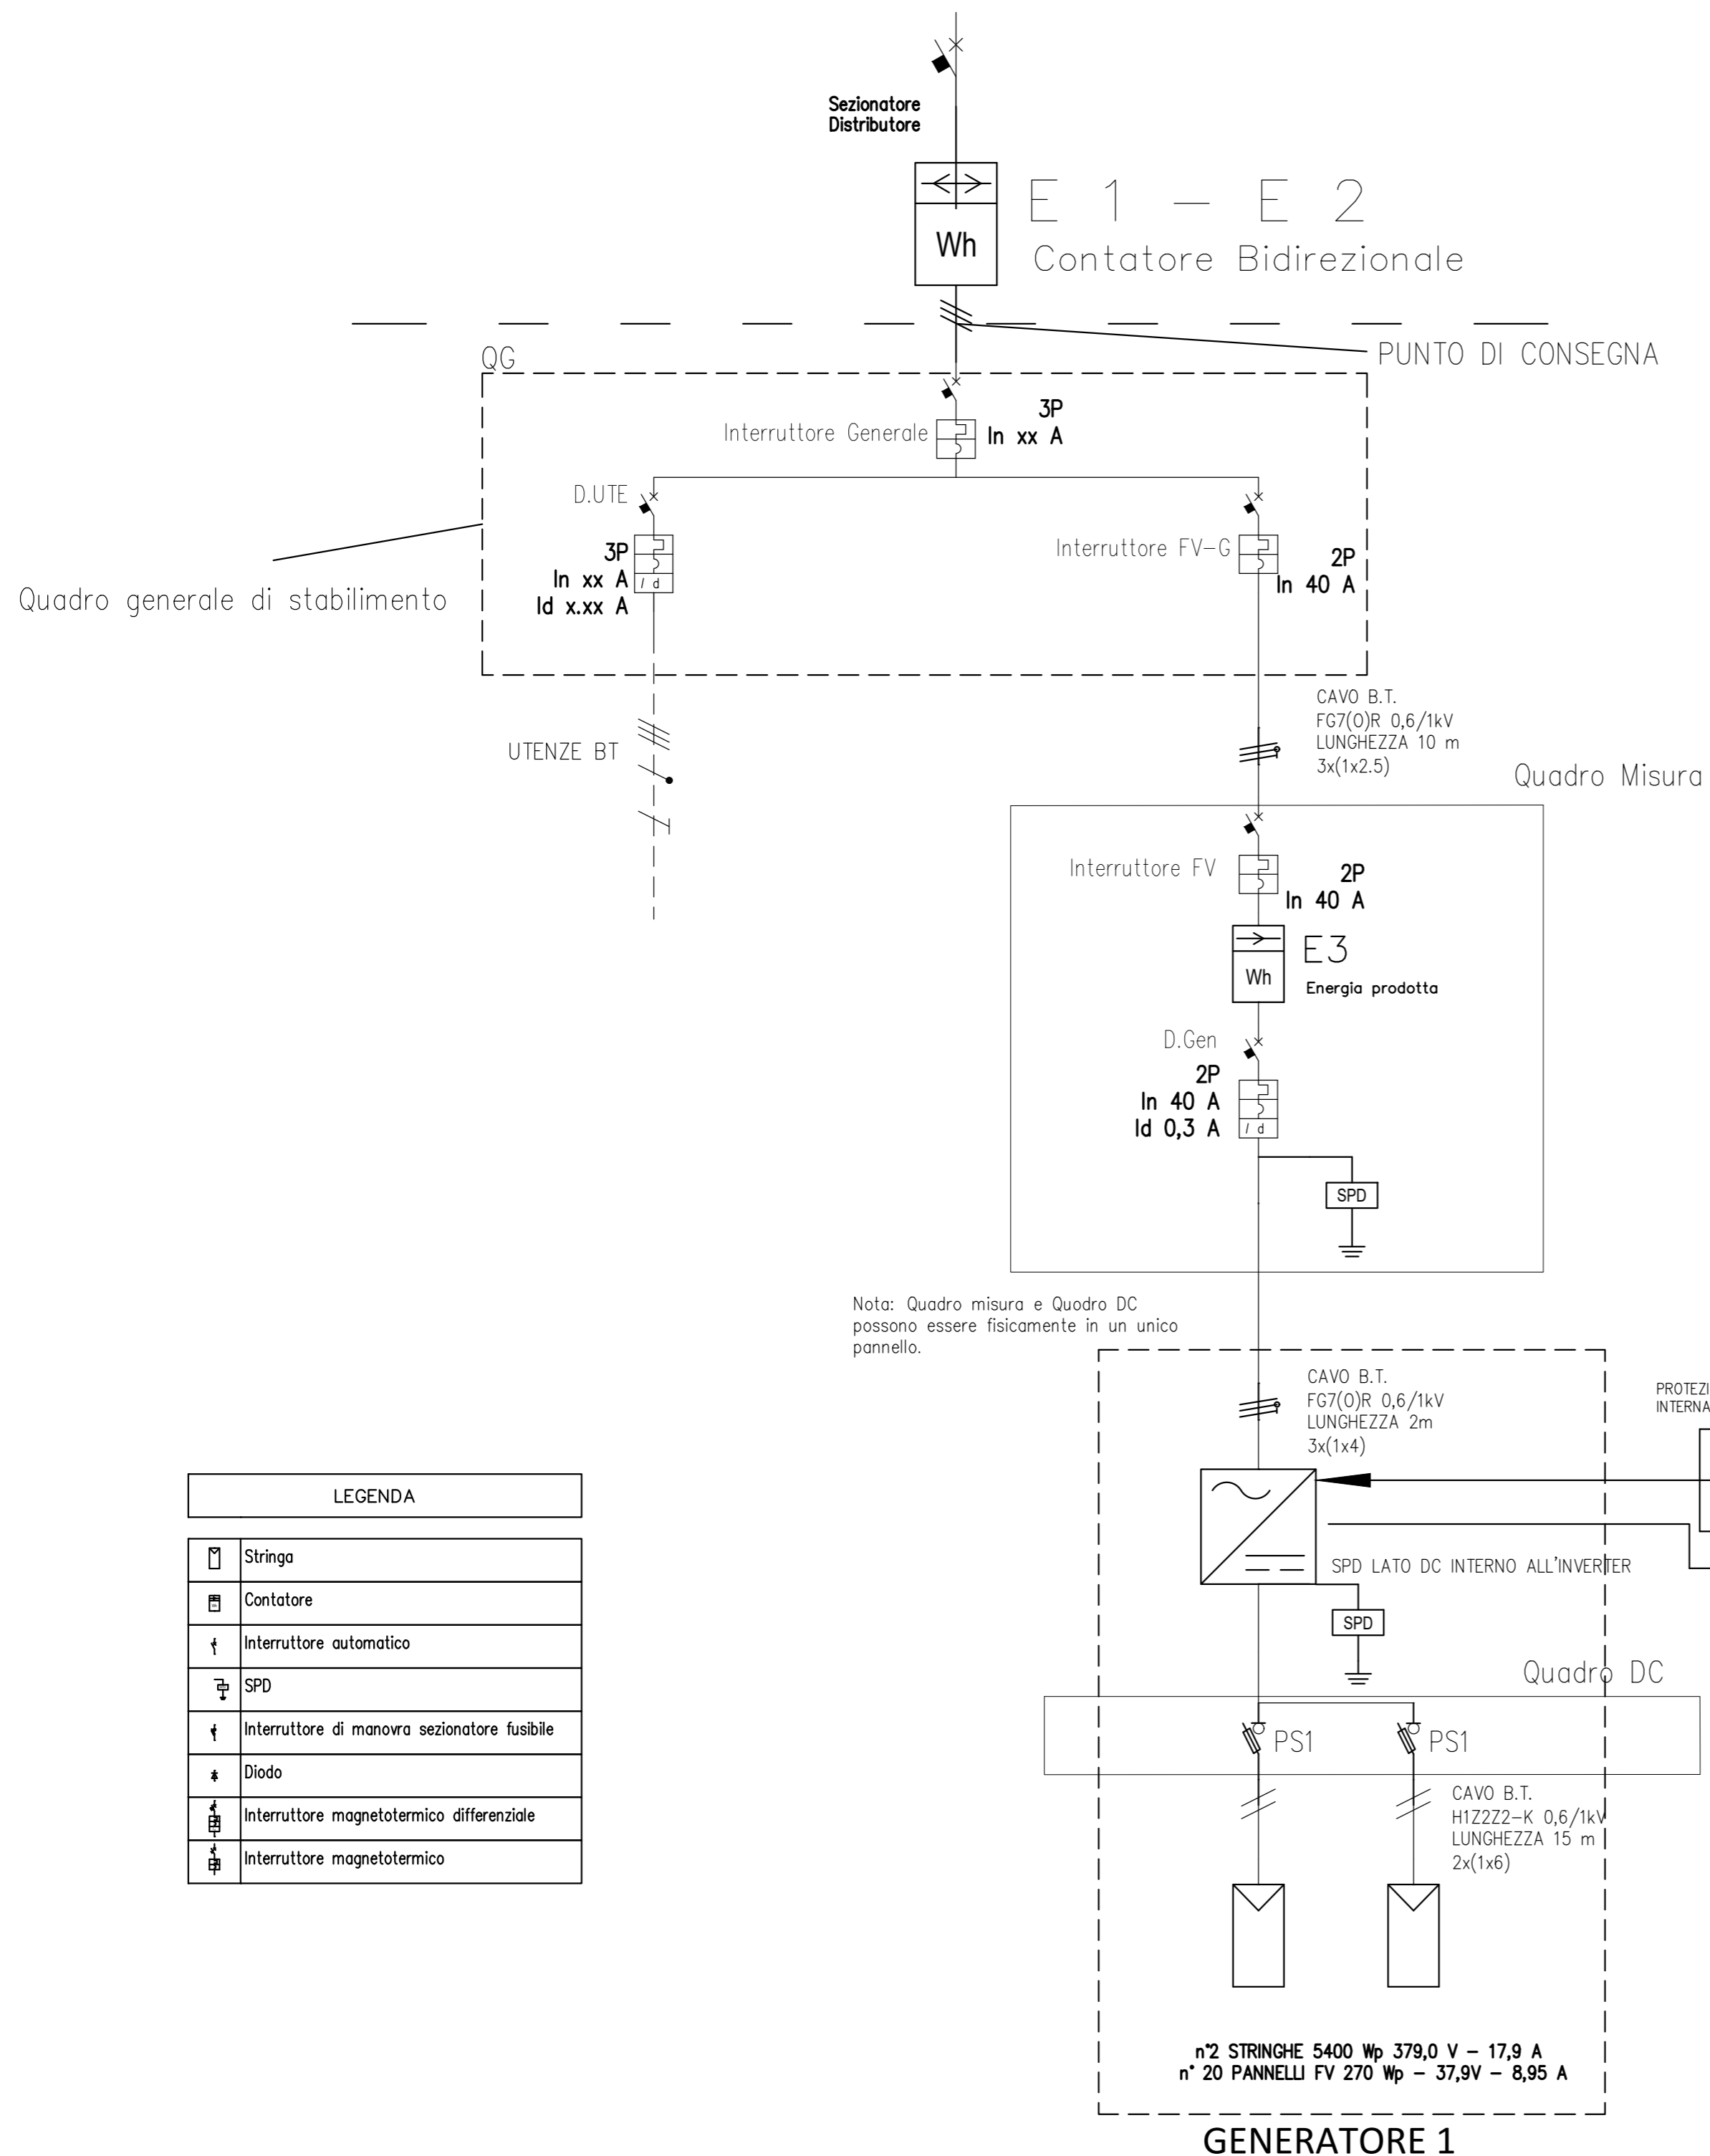 Sezionatore
Distributore
E 1 - E 2
Wh
Contatore Bidirezionale
PUNTO DI CONSEGNA
QG
3P
Interruttore Generale
In xx A
D.UTE
3P
In xx A
Id x.xx A
I d
Interruttore FV-G
2P
In 40 A
Quadro generale di stabilimento
UTENZE BT
CAVO B.T.
FG7(O)R 0,6/1kV
LUNGHEZZA 10 m
3x(1x2.5)
Quadro Misura
Interruttore FV
2P
In 40 A
E3
Wh
Energia prodotta
D.Gen
2P
In 40 A
Id 0,3 A
I d
SPD
Nota: Quadro misura e Quodro DC
possono essere fisicamente in un unico
pannello.
CAVO B.T.
FG7(O)R 0,6/1kV
LUNGHEZZA 2m
3x(1x4)
PROTEZI
INTERNA
SPD LATO DC INTERNO ALL'INVERTER
SPD
Quadro DC
PS1
PS1
CAVO B.T.
H1Z2Z2-K 0,6/1kV
LUNGHEZZA 15 m
2x(1x6)
n°2 STRINGHE 5400 Wp 379,0 V - 17,9 A
n° 20 PANNELLI FV 270 Wp - 37,9V - 8,95 A
GENERATORE 1
LEGENDA
Stringa
Contatore
Interruttore automatico
SPD
Interruttore di manovra sezionatore fusibile
Diodo
Interruttore magnetotermico differenziale
Interruttore magnetotermico